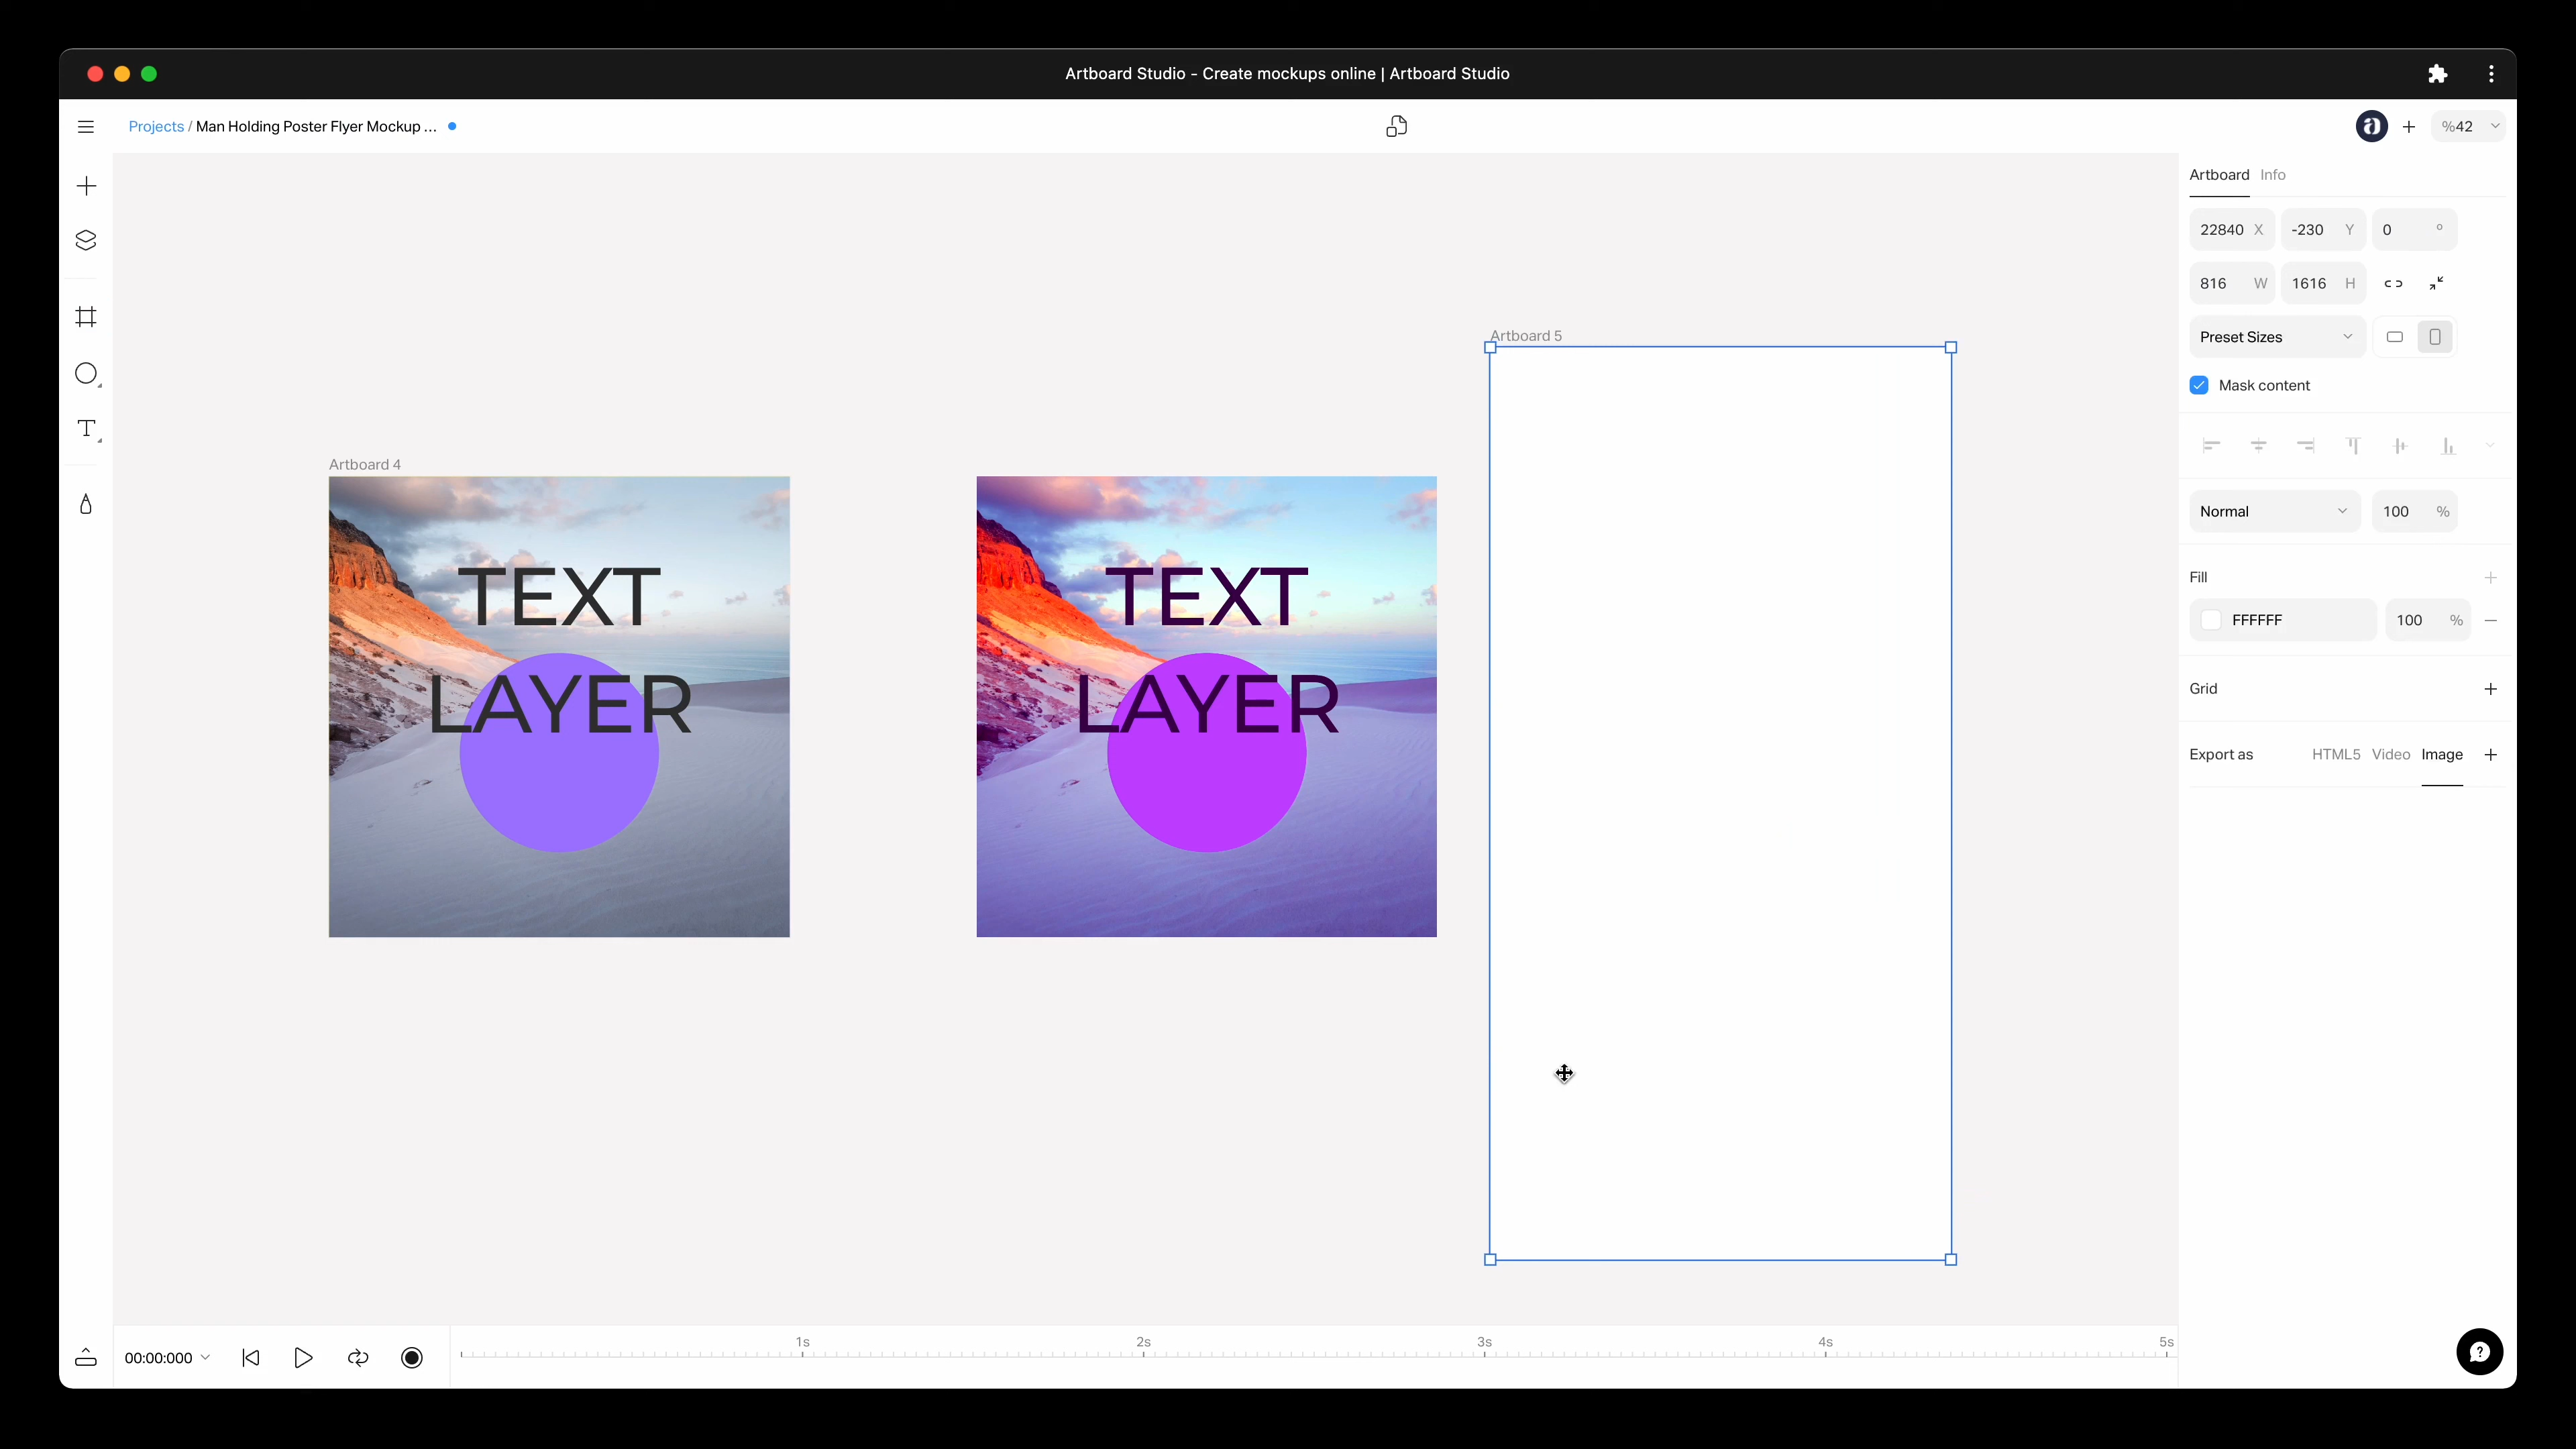 Artboard Studio - Create mockups online | Artboard Studio
Projects / Man Holding Poster Flyer Mockup ...
%42
Artboard Info
22840 X -230 Y 0 °
816 W 1616 H
Preset Sizes
Mask content
Normal 100 %
Fill
FFFFFF 100 %
Grid
Export as HTML5 Video Image
Artboard 4
TEXT
LAYER
TEXT
LAYER
Artboard 5
00:00:000
1s 2s 3s 4s 5s